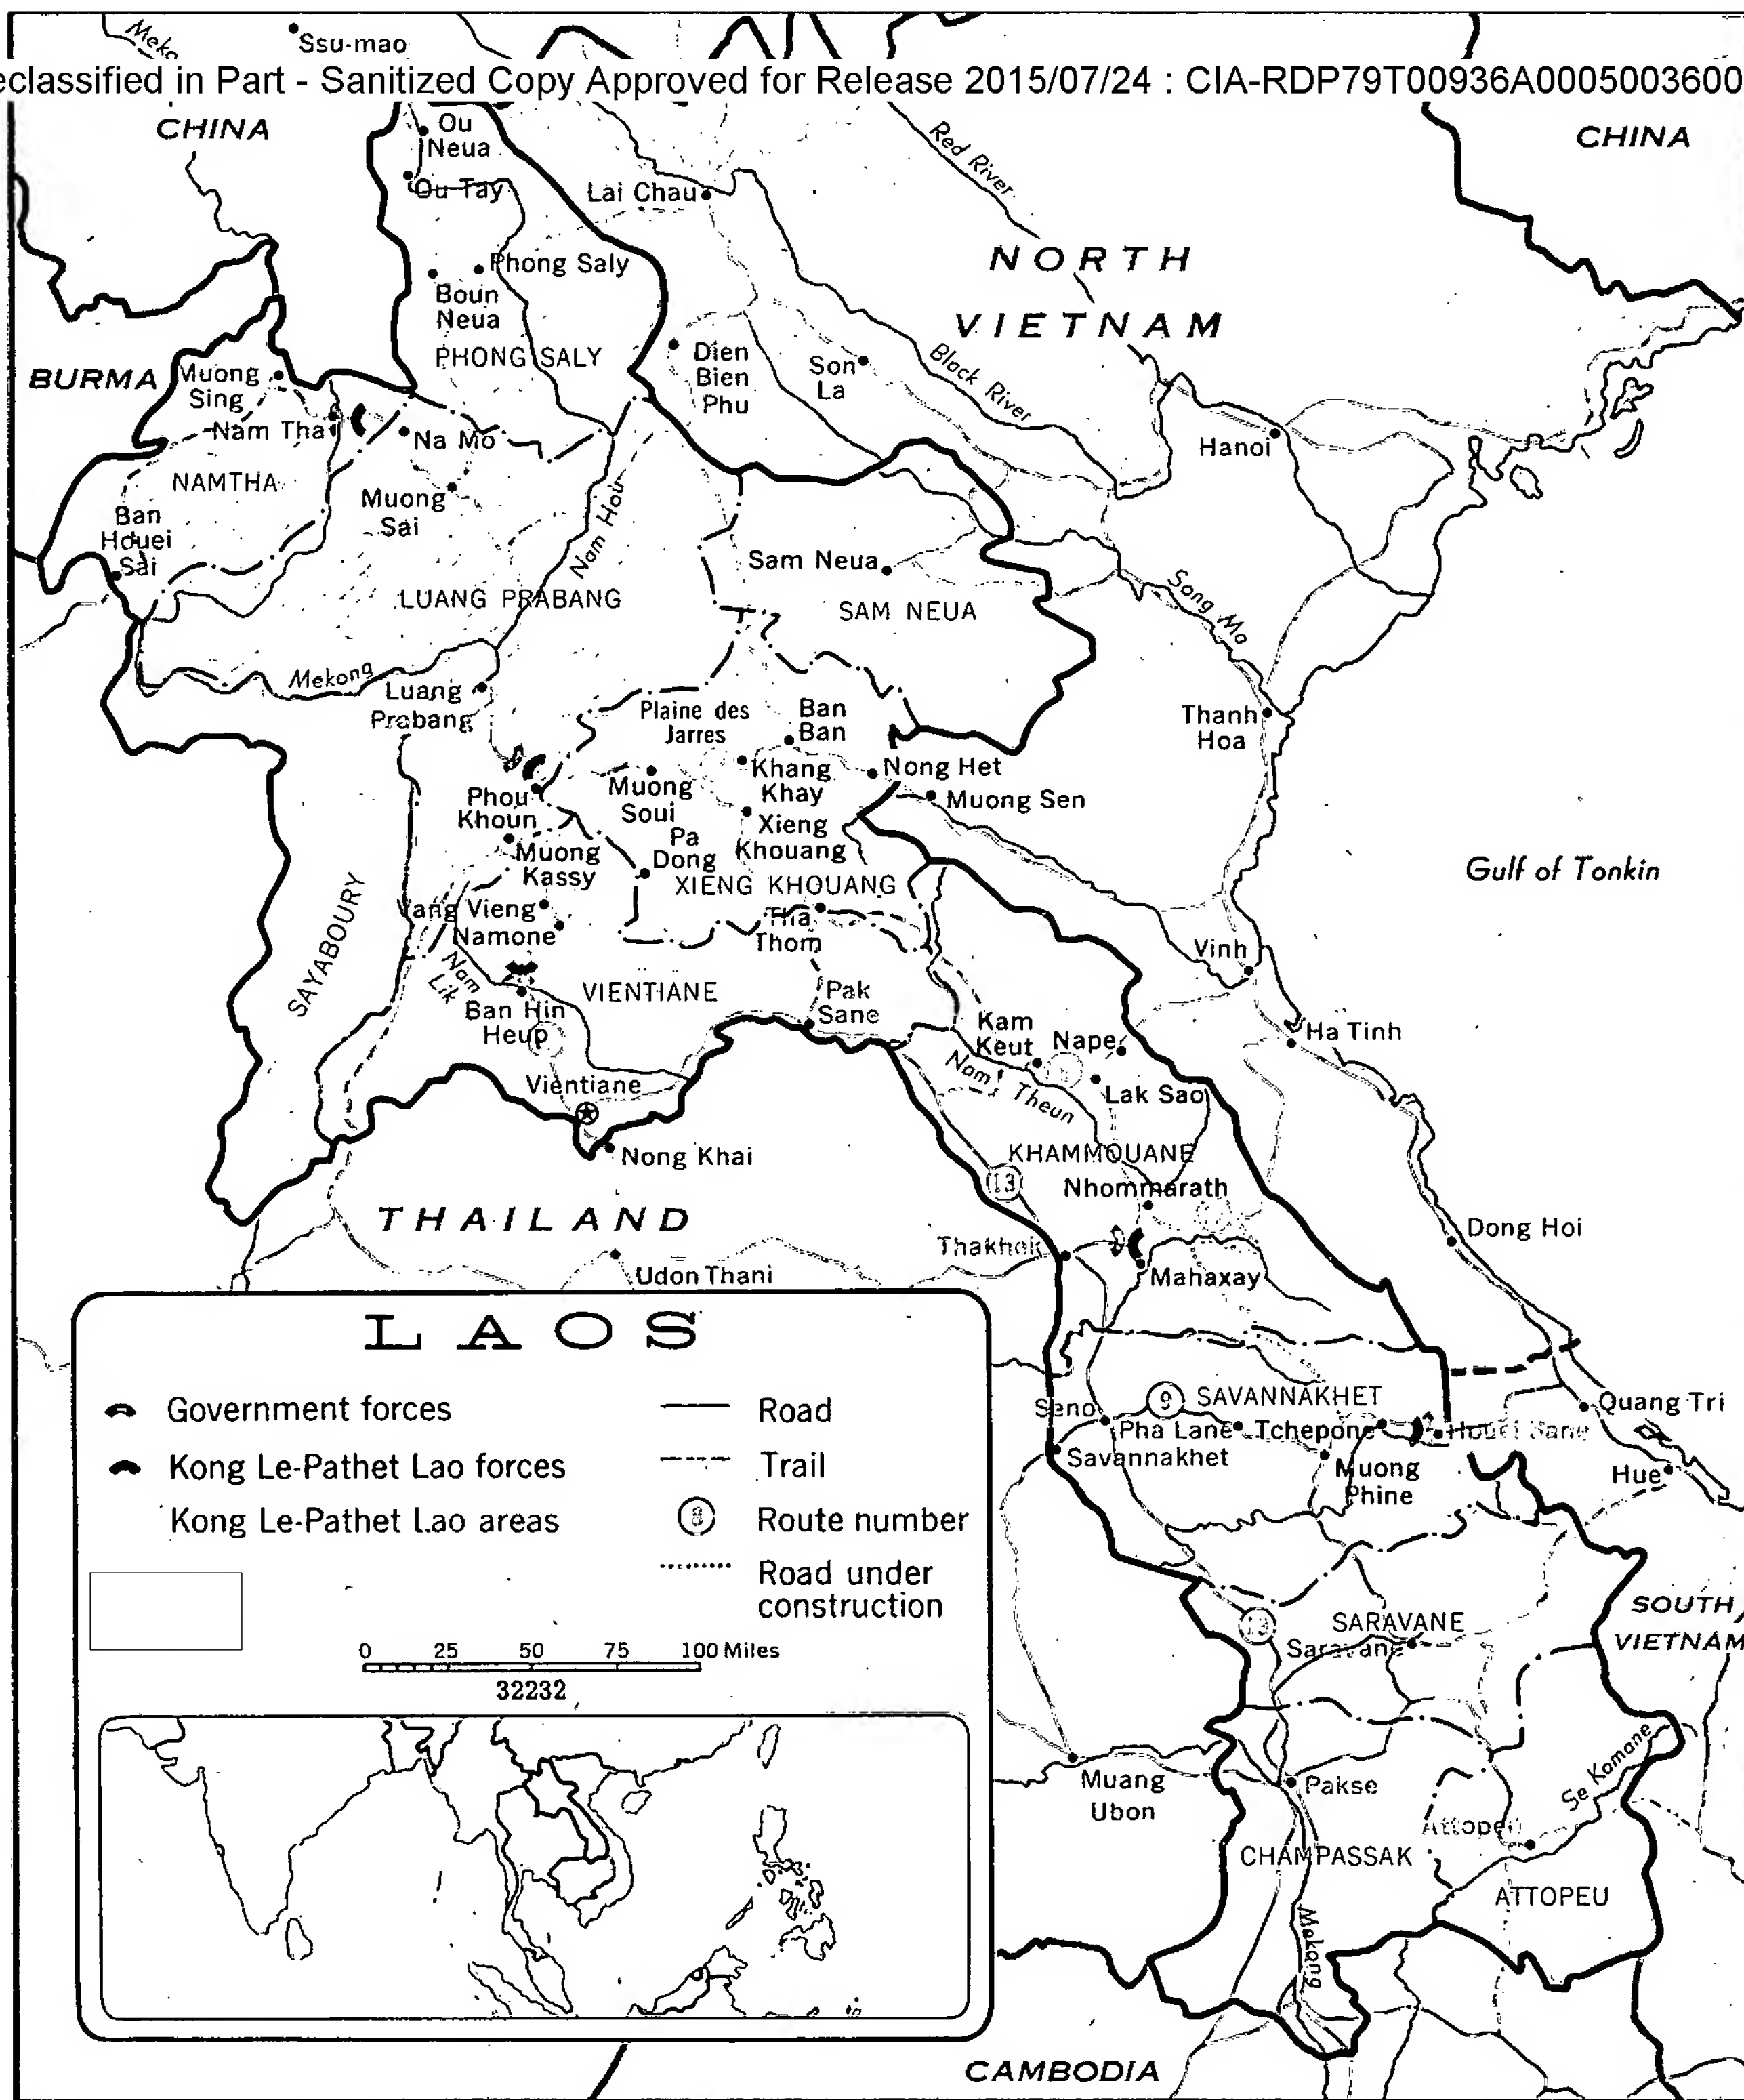 Ssu-mao
eclassified in Part - Sanitized Copy Approved for Release 2015/07/24 : CIA-RDP79T00936A0005003600
CHINA
Ou
Neua
Ou Tay
Lai Chau
Red River
CHINA
Phong Saly
Boun
Neua
PHONG SALY
NORTH
VIETNAM
BURMA
Muong
Sing
Nam Tha
Na Mo
NAMTHA
Muong
Sai
Dien
Bien
Phu
Son
La
Black River
Hanoi
Ban
Houei
Sai
Nam Hou
LUANG PRABANG
Sam Neua
SAM NEUA
Song Ma
Mekong
Luang
Prabang
Plaine des
Jarres
Ban
Ban
Thanh
Hoa
Phou
Khoun
Muong
Soui
Khang
Khay
Nong Het
Muong Sen
Muong
Kassy
Pa
Dong
Xieng
Khouang
XIENG KHOUANG
Gulf of Tonkin
SAYABOURY
Vang Vieng
Namone
Tha
Thom
Vinh
Nam
Lik
Ban Hin
Heup
VIENTIANE
Pak
Sane
Kam
Keut
Nape
Ha Tinh
Nam Theun
Lak Sao
Vientiane
Nong Khai
KHAMMOUANE
13
Nhommarath
THAILAND
Thakhek
Mahaxay
Dong Hoi
Udon Thani
LAOS
Government forces
Kong Le-Pathet Lao forces
Kong Le-Pathet Lao areas
Road
Trail
8
Route number
Road under
construction
0 25 50 75 100 Miles
32232
Seno
9
SAVANNAKHET
Pha Lane
Tchepone
Houei Sane
Quang Tri
Savannakhet
Muong
Phine
Hue
13
SARAVANE
Saravane
SOUTH
VIETNAM
Muang
Ubon
Pakse
Se Kamane
Attopeu
CHAMPASSAK
ATTOPEU
Mekong
CAMBODIA